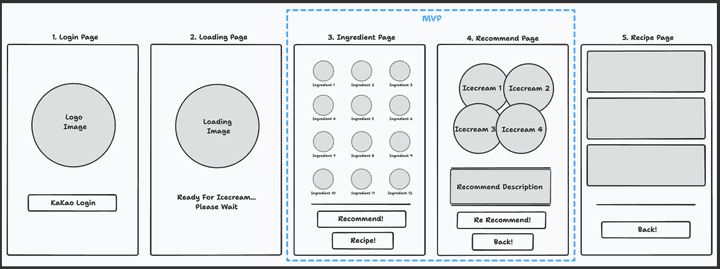 MVP
1. Login Page
2. Loading Page
3. Ingredient Page
4. Recommend Page
5. Recipe Page
Logo
Image
KaKao Login
Loading
Image
Ready For Icecream...
Please Wait
Ingredient 1
Ingredient 2
Ingredient 3
Ingredient 4
Ingredient 5
Ingredient 6
Ingredient 7
Ingredient 8
Ingredient 9
Ingredient 10
Ingredient 11
Ingredient 12
Recommend!
Recipe!
Icecream 1
Icecream 2
Icecream 3
Icecream 4
Recommend Description
Re Recommend!
Back!
Back!